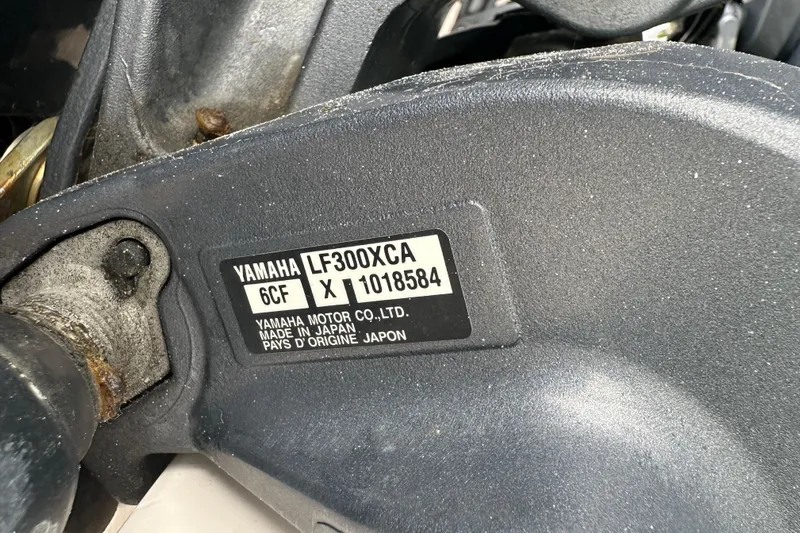 YAMAHA LF300XCA
6CF X 1018584
YAMAHA MOTOR CO.,LTD.
MADE IN JAPAN
PAYS D'ORIGINE JAPON